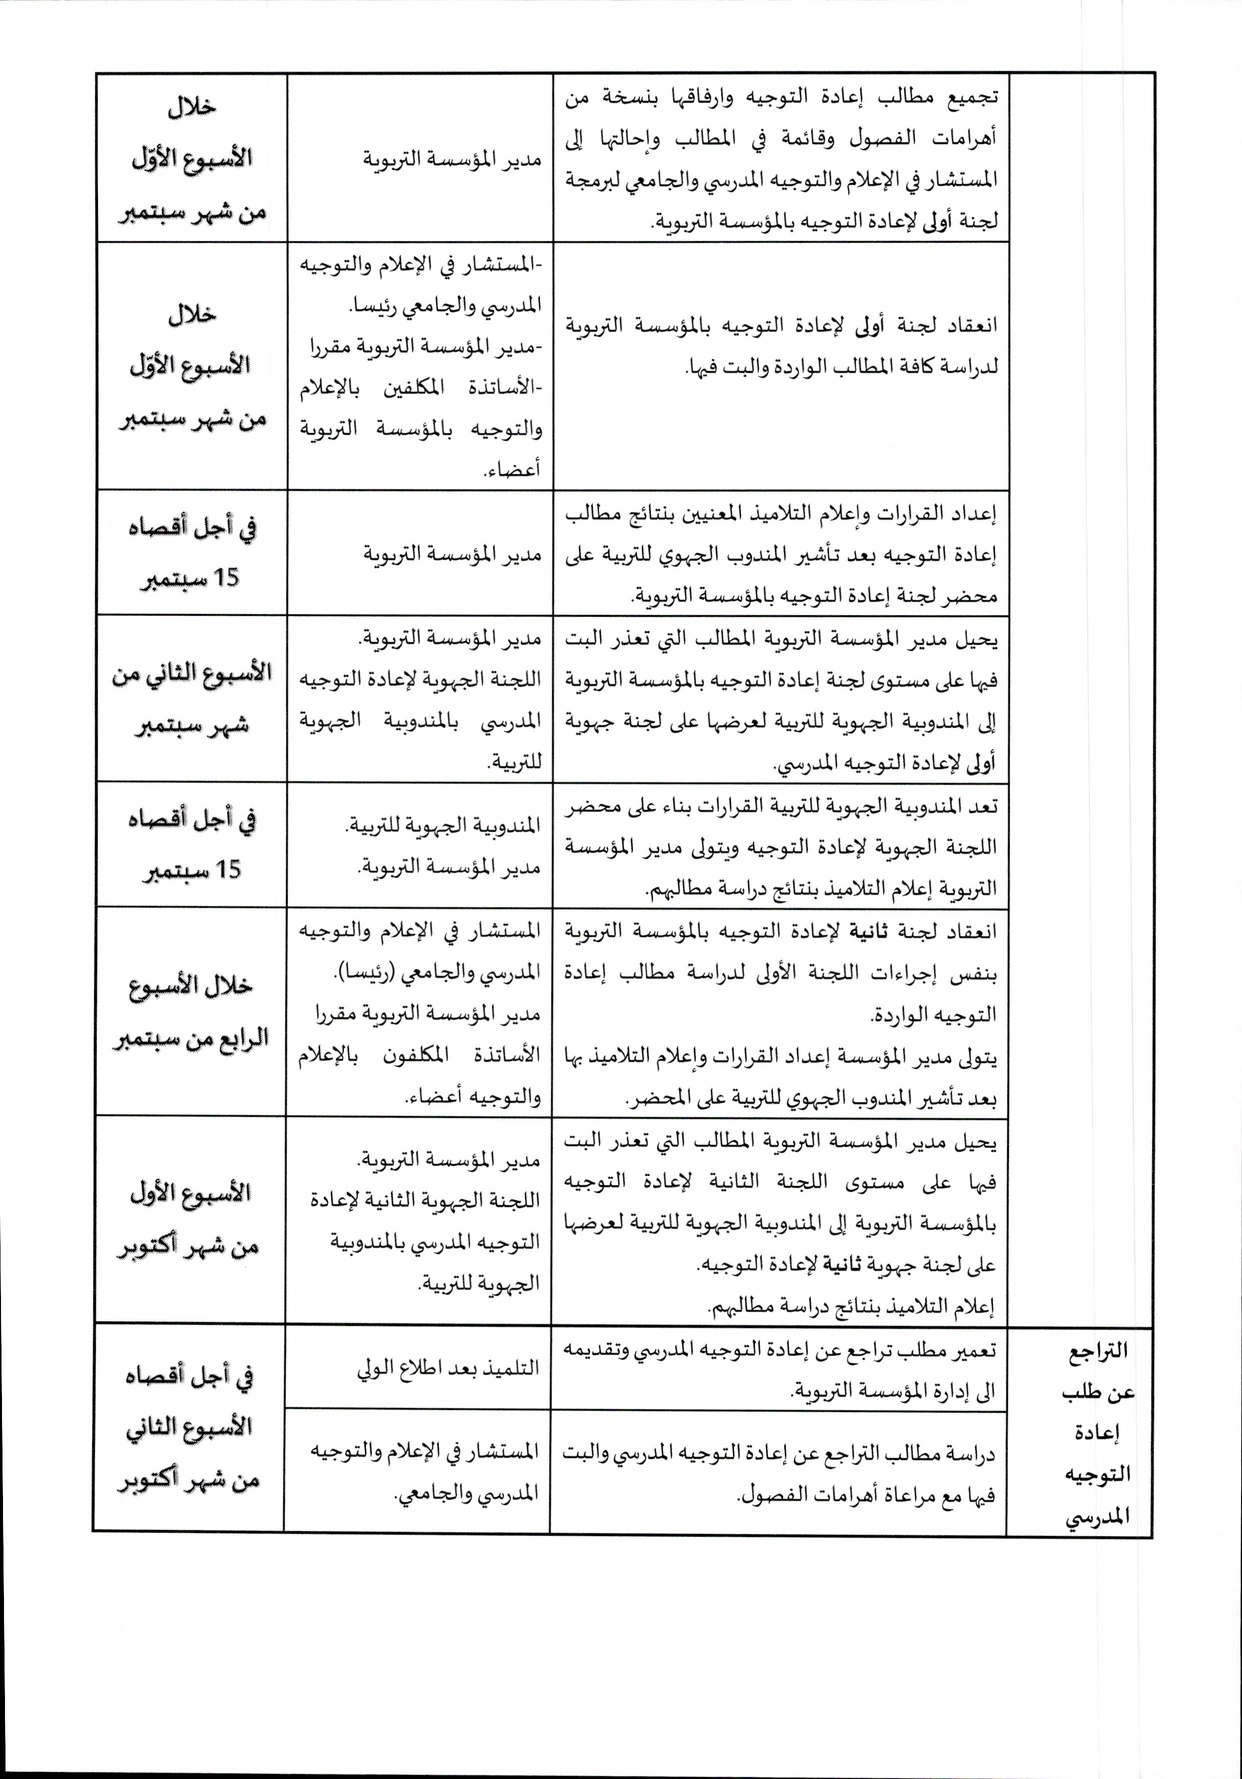 تجميع مطالب إعادة التوجيه وارفاقها بنسخة من
أهرامات الفصول وقائمة في المطالب وإحالتها إلى
المستشار في الإعلام والتوجيه المدرسي والجامعي لبرمجة
لجنة أولى لإعادة التوجيه بالمؤسسة التربوية.
مدير المؤسسة التربوية
خلال
الأسبوع الأوّل
من شهر سبتمبر
انعقاد لجنة أولى لإعادة التوجيه بالمؤسسة التربوية
لدراسة كافة المطالب الواردة والبت فيها.
-المستشار في الإعلام والتوجيه
المدرسي والجامعي رئيسا.
-مدير المؤسسة التربوية مقررا
-الأساتذة المكلفين بالإعلام
والتوجيه بالمؤسسة التربوية
أعضاء.
خلال
الأسبوع الأوّل
من شهر سبتمبر
إعداد القرارات وإعلام التلاميذ المعنيين بنتائج مطالب
إعادة التوجيه بعد تأشير المندوب الجهوي للتربية على
محضر لجنة إعادة التوجيه بالمؤسسة التربوية.
مدير المؤسسة التربوية
في أجل أقصاه
15 سبتمبر
يحيل مدير المؤسسة التربوية المطالب التي تعذر البت
فيها على مستوى لجنة إعادة التوجيه بالمؤسسة التربوية
إلى المندوبية الجهوية للتربية لعرضها على لجنة جهوية
أولى لإعادة التوجيه المدرسي.
مدير المؤسسة التربوية.
اللجنة الجهوية لإعادة التوجيه
المدرسي بالمندوبية الجهوية
للتربية.
الأسبوع الثاني من
شهر سبتمبر
تعد المندوبية الجهوية للتربية القرارات بناء على محضر
اللجنة الجهوية لإعادة التوجيه ويتولى مدير المؤسسة
التربوية إعلام التلاميذ بنتائج دراسة مطالبهم.
المندوبية الجهوية للتربية.
مدير المؤسسة التربوية.
في أجل أقصاه
15 سبتمبر
انعقاد لجنة ثانية لإعادة التوجيه بالمؤسسة التربوية
بنفس إجراءات اللجنة الأولى لدراسة مطالب إعادة
التوجيه الواردة.
يتولى مدير المؤسسة إعداد القرارات وإعلام التلاميذ بها
بعد تأشير المندوب الجهوي للتربية على المحضر.
المستشار في الإعلام والتوجيه
المدرسي والجامعي (رئيسا).
مدير المؤسسة التربوية مقررا
الأساتذة المكلفون بالإعلام
والتوجيه أعضاء.
خلال الأسبوع
الرابع من سبتمبر
يحيل مدير المؤسسة التربوية المطالب التي تعذر البت
فيها على مستوى اللجنة الثانية لإعادة التوجيه
بالمؤسسة التربوية إلى المندوبية الجهوية للتربية لعرضها
على لجنة جهوية ثانية لإعادة التوجيه.
إعلام التلاميذ بنتائج دراسة مطالبهم.
مدير المؤسسة التربوية.
اللجنة الجهوية الثانية لإعادة
التوجيه المدرسي بالمندوبية
الجهوية للتربية.
الأسبوع الأول
من شهر أكتوبر
التراجع
عن طلب
إعادة
التوجيه
المدرسي
تعمير مطلب تراجع عن إعادة التوجيه المدرسي وتقديمه
الى إدارة المؤسسة التربوية.
التلميذ بعد اطلاع الولي
في أجل أقصاه
الأسبوع الثاني
من شهر أكتوبر
دراسة مطالب التراجع عن إعادة التوجيه المدرسي والبت
فيها مع مراعاة أهرامات الفصول.
المستشار في الإعلام والتوجيه
المدرسي والجامعي.